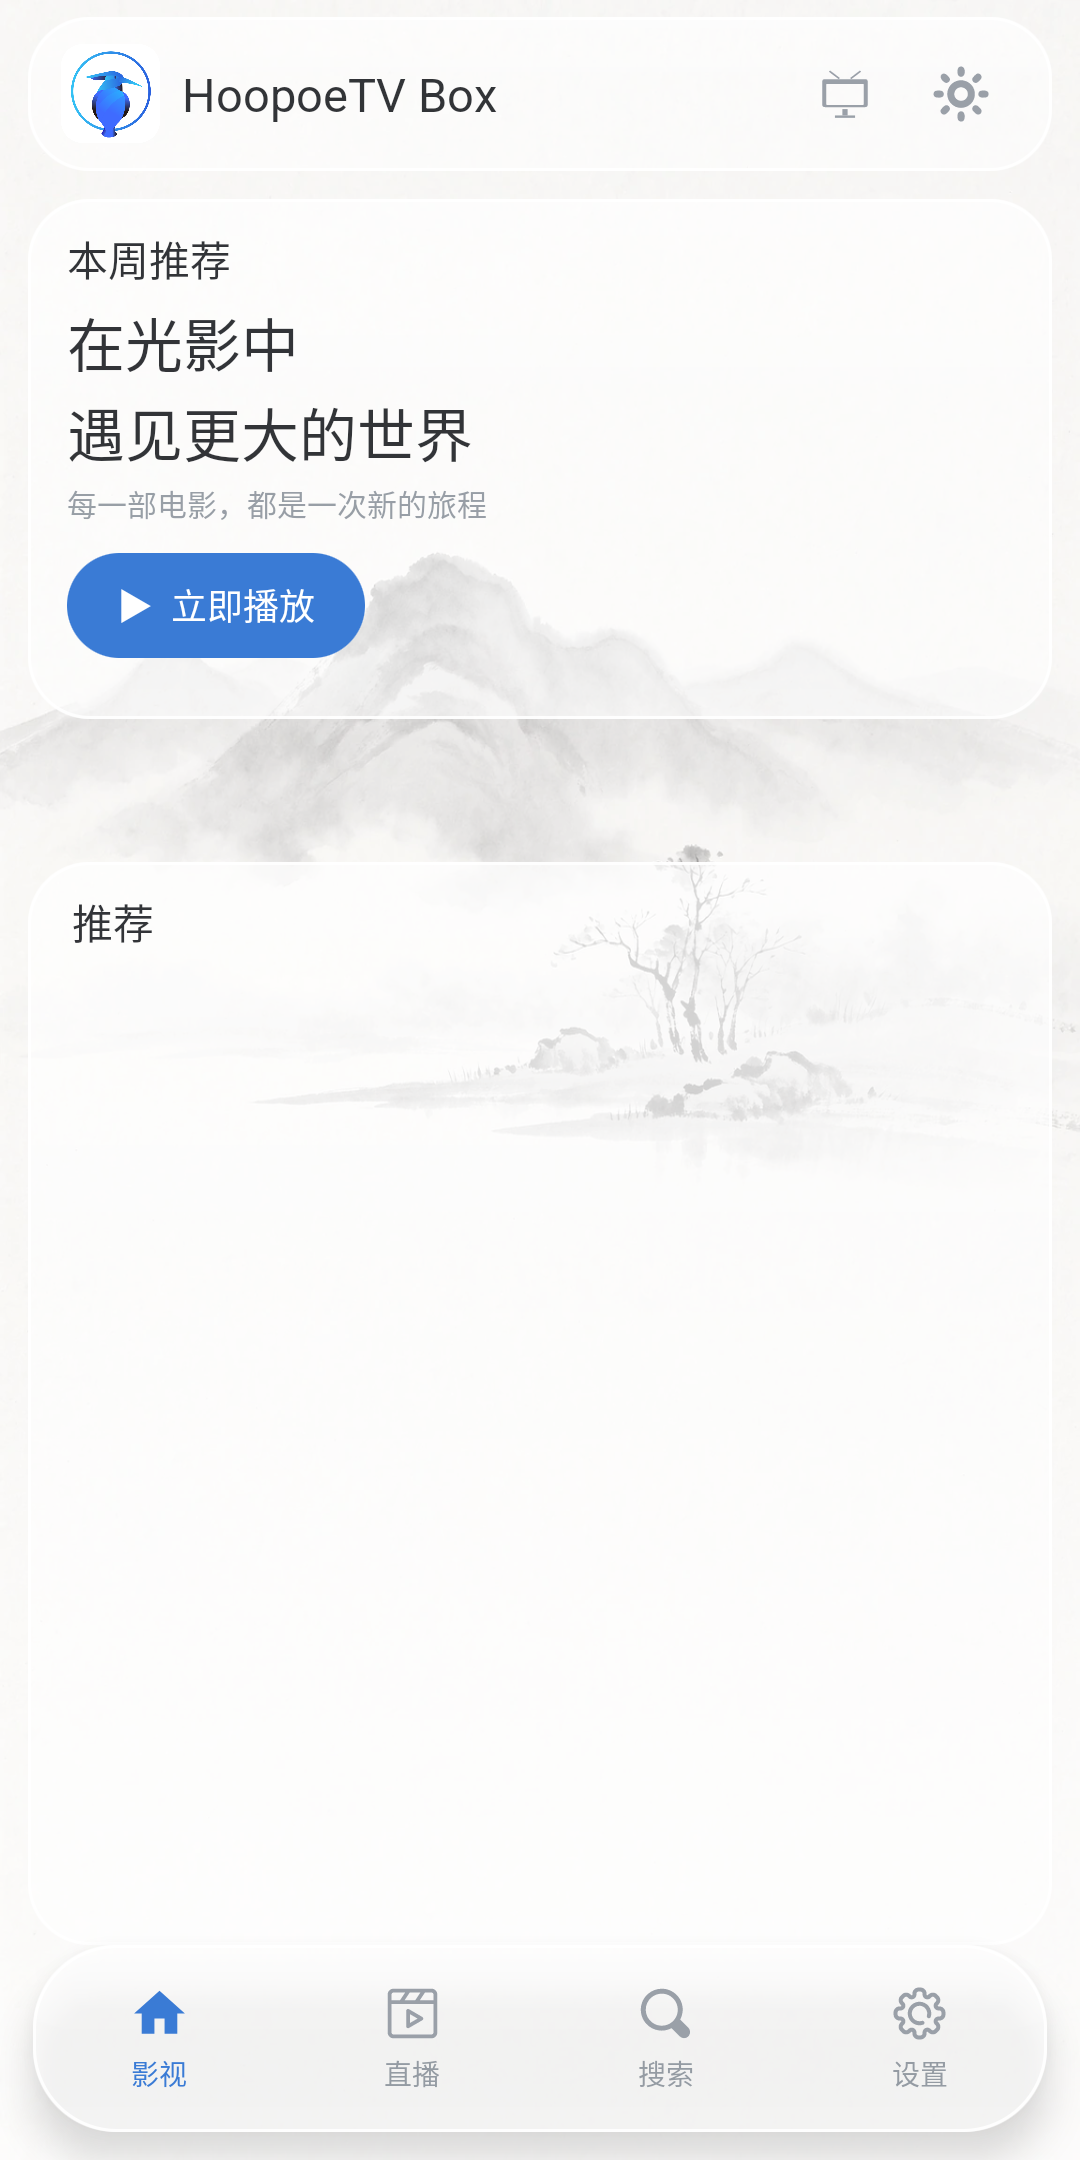 HoopoeTV Box
本周推荐
在光影中
遇见更大的世界
每一部电影，都是一次新的旅程
立即播放
推荐
影视
直播
搜索
设置